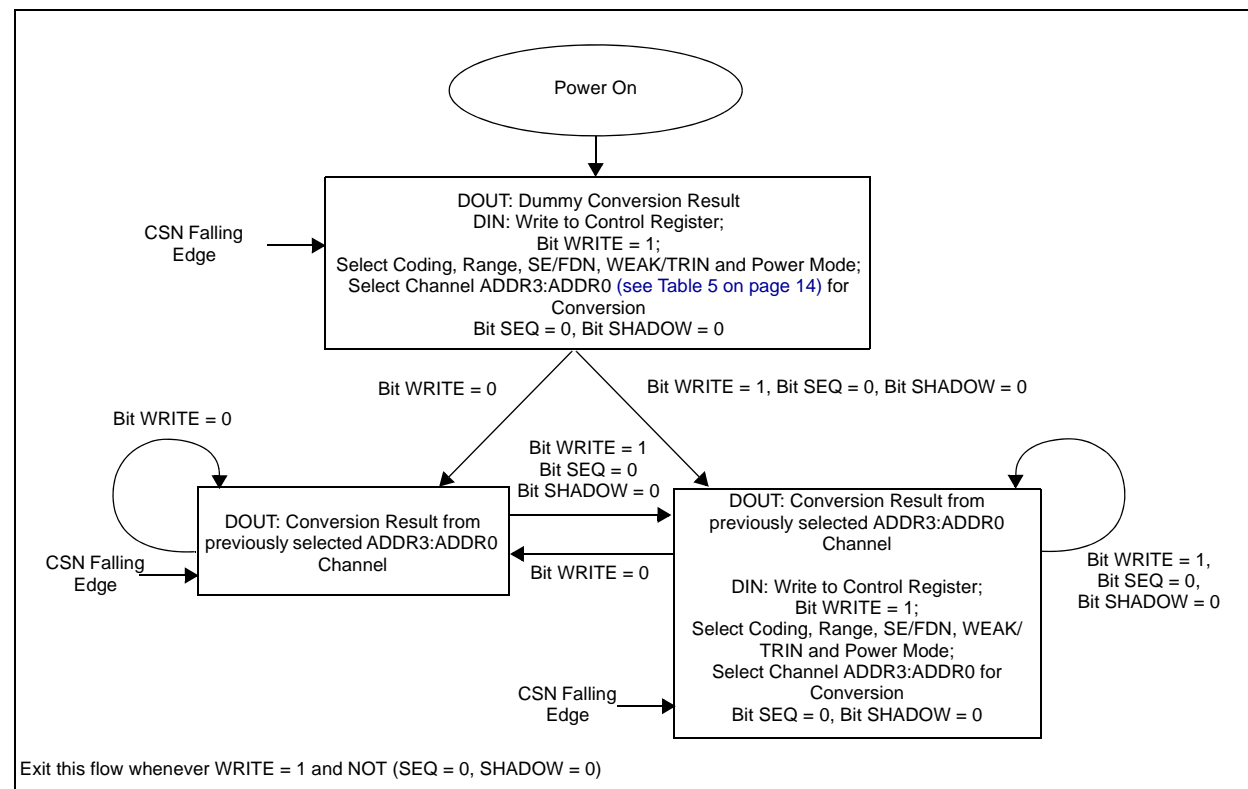 Power On
CSN Falling
Edge
DOUT: Dummy Conversion Result
DIN: Write to Control Register;
Bit WRITE = 1;
Select Coding, Range, SE/FDN, WEAK/TRIN and Power Mode;
Select Channel ADDR3:ADDR0 (see Table 5 on page 14) for
Conversion
Bit SEQ = 0, Bit SHADOW = 0
Bit WRITE = 0
Bit WRITE = 1, Bit SEQ = 0, Bit SHADOW = 0
Bit WRITE = 0
Bit WRITE = 1
Bit SEQ = 0
Bit SHADOW = 0
DOUT: Conversion Result from
previously selected ADDR3:ADDR0
Channel
CSN Falling
Edge
Bit WRITE = 0
DOUT: Conversion Result from
previously selected ADDR3:ADDR0
Channel
DIN: Write to Control Register;
Bit WRITE = 1;
Select Coding, Range, SE/FDN, WEAK/
TRIN and Power Mode;
Select Channel ADDR3:ADDR0 for
Conversion
Bit SEQ = 0, Bit SHADOW = 0
Bit WRITE = 1,
Bit SEQ = 0,
Bit SHADOW = 0
CSN Falling
Edge
Exit this flow whenever WRITE = 1 and NOT (SEQ = 0, SHADOW = 0)